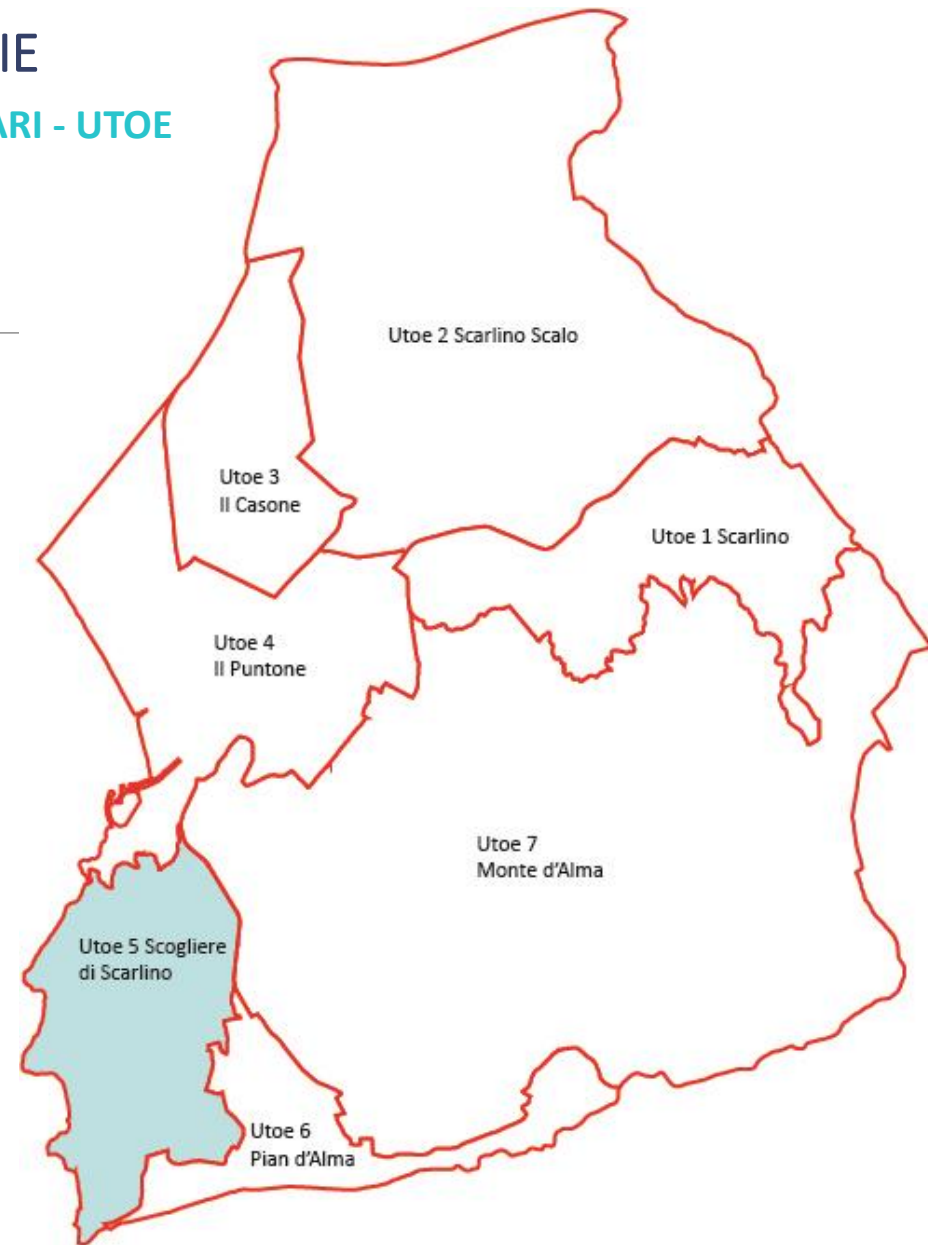 IE
ARI - UTOE
Utoe 2 Scarlino Scalo
Utoe 3
Il Casone
Utoe 1 Scarlino
Utoe 4
Il Puntone
Utoe 7
Monte d'Alma
Utoe 5 Scogliere
di Scarlino
Utoe 6
Pian d'Alma